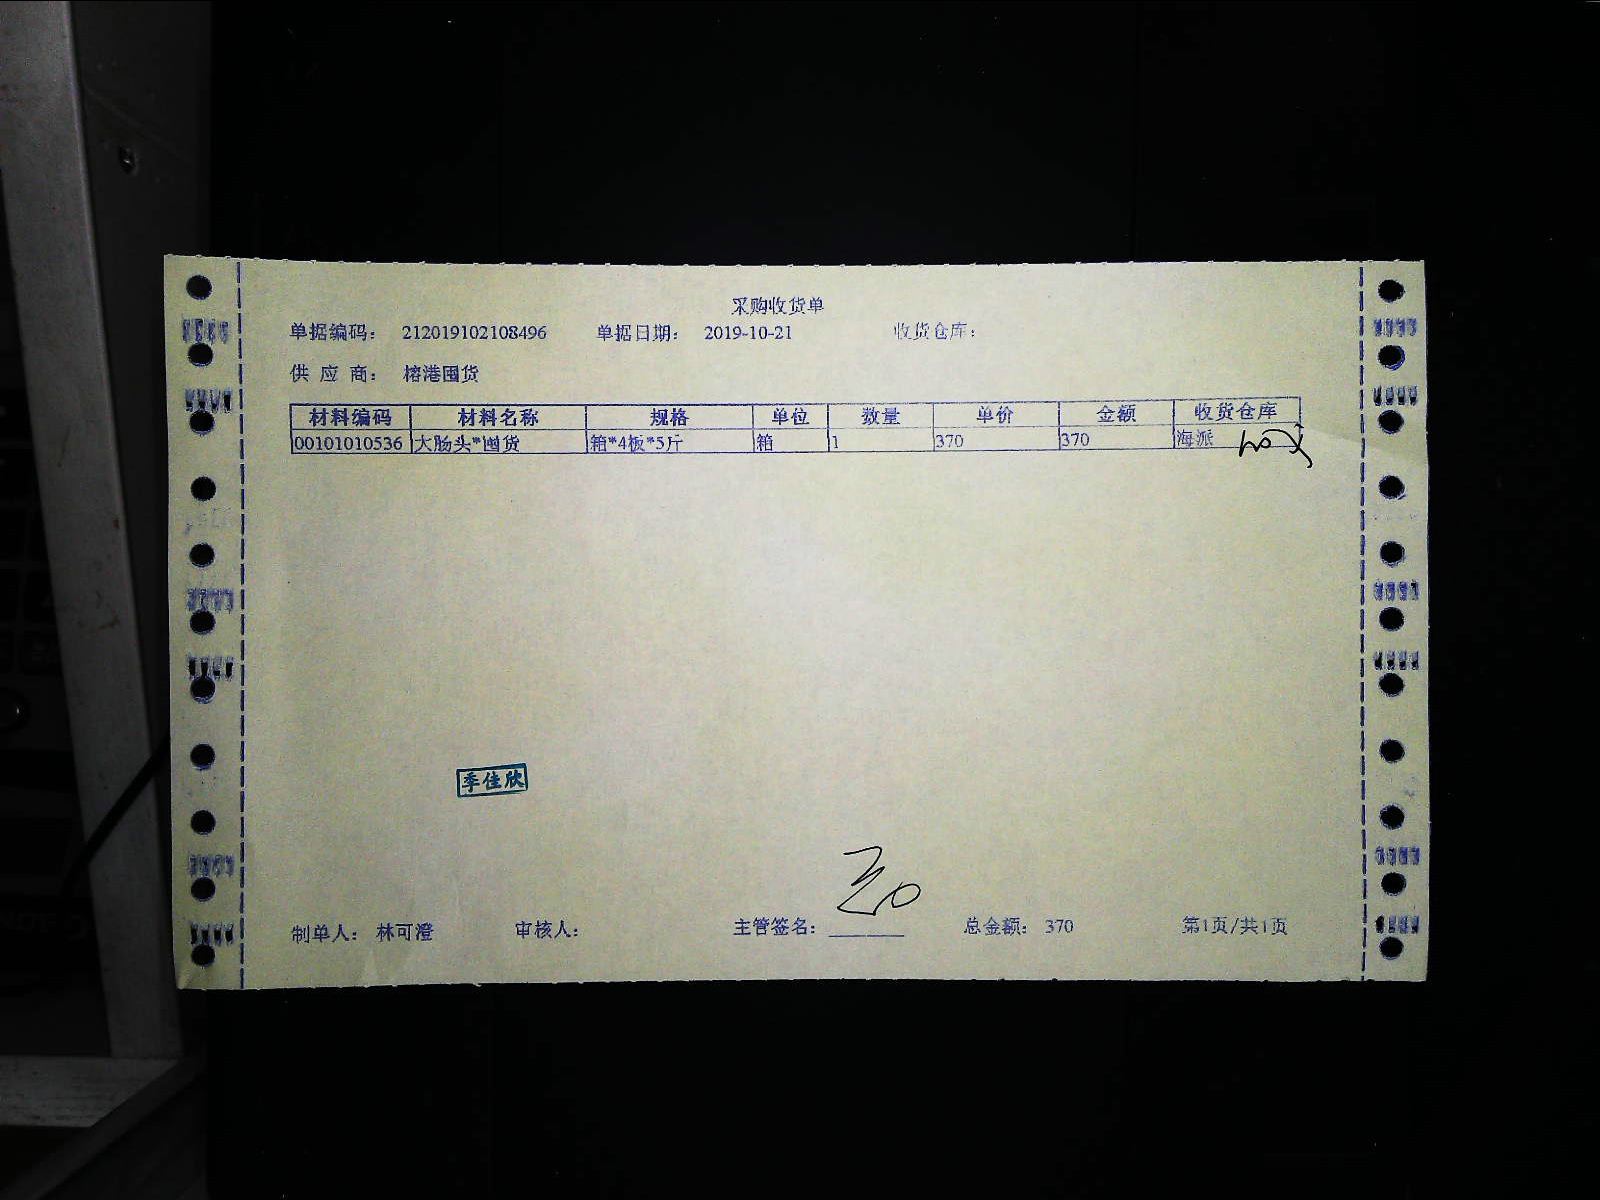 采购收货单
单据编码： 212019102108496 单据日期： 2019-10-21 收货仓库：
供 应 商： 榕港囤货
材料编码 材料名称 规格 单位 数量 单价 金额 收货仓库
00101010536 大肠头*囤货 箱*4板*5斤 箱 1 370 370 海派
季佳欣
制单人： 林可澄 审核人： 主管签名： 总金额： 370 第1页/共1页